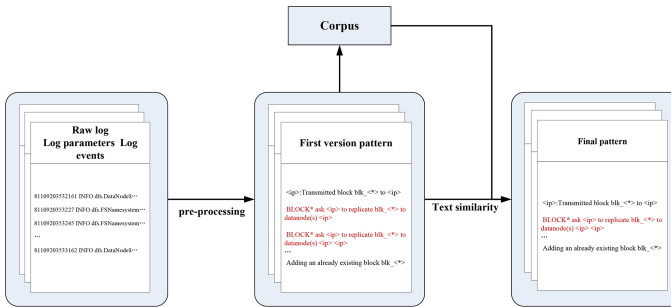 Corpus
Raw log
Log parameters Log
events
81109203532161 INFO dfs.DataNode$···
81109203553227 INFO dfs.FSNamesystem···
81109203553245 INFO dfs.FSNamesystem···
...
81109203533162 INFO dfs.DataNode$···
pre-processing
First version pattern
<ip>:Transmitted block blk_<*> to <ip>
BLOCK* ask <ip> to replicate blk_<*> to
datanode(s) <ip>
BLOCK* ask <ip> to replicate blk_<*> to
datanode(s) <ip> <ip>
...
Adding an already existing block blk_<*>
Text similarity
Final pattern
<ip>:Transmitted block blk_<*> to <ip>
BLOCK* ask <ip> to replicate blk_<*> to
datanode(s) <ip> <ip>
...
Adding an already existing block blk_<*>